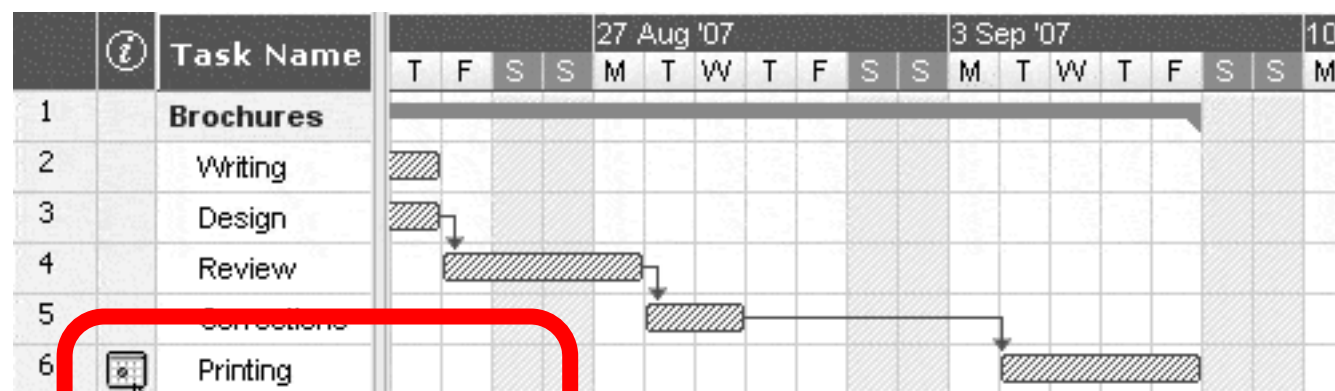 27 Aug '07 3 Sep '07 10
Task Name T F S S M T W T F S S M T W T F S S M
1 Brochures
2 Writing
3 Design
4 Review
5
6 Printing